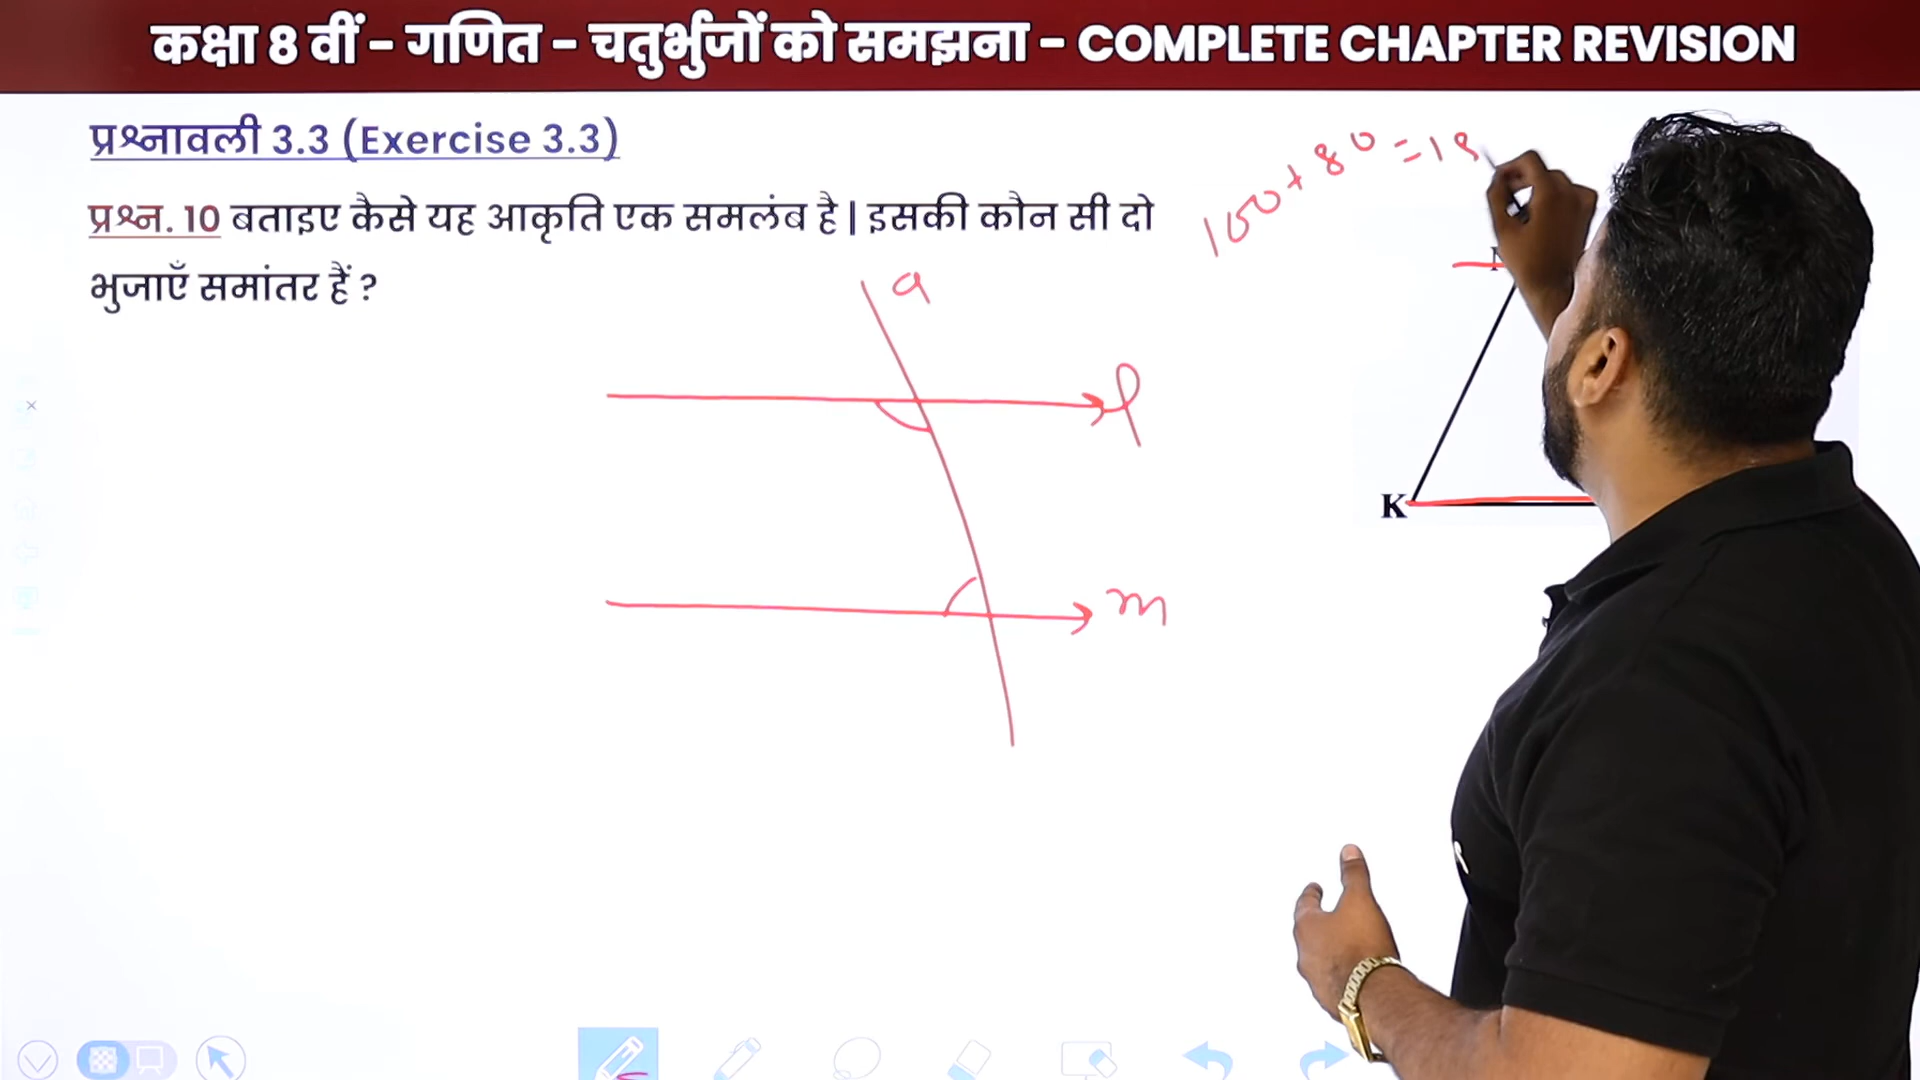 कक्षा 8 वीं – गणित – चतुर्भुजों को समझना – COMPLETE CHAPTER REVISION
प्रश्नावली 3.3 (Exercise 3.3)
प्रश्न. 10 बताइए कैसे यह आकृति एक समलंब है | इसकी कौन सी दो
भुजाएँ समांतर हैं ?
100+80=18
l
m
K